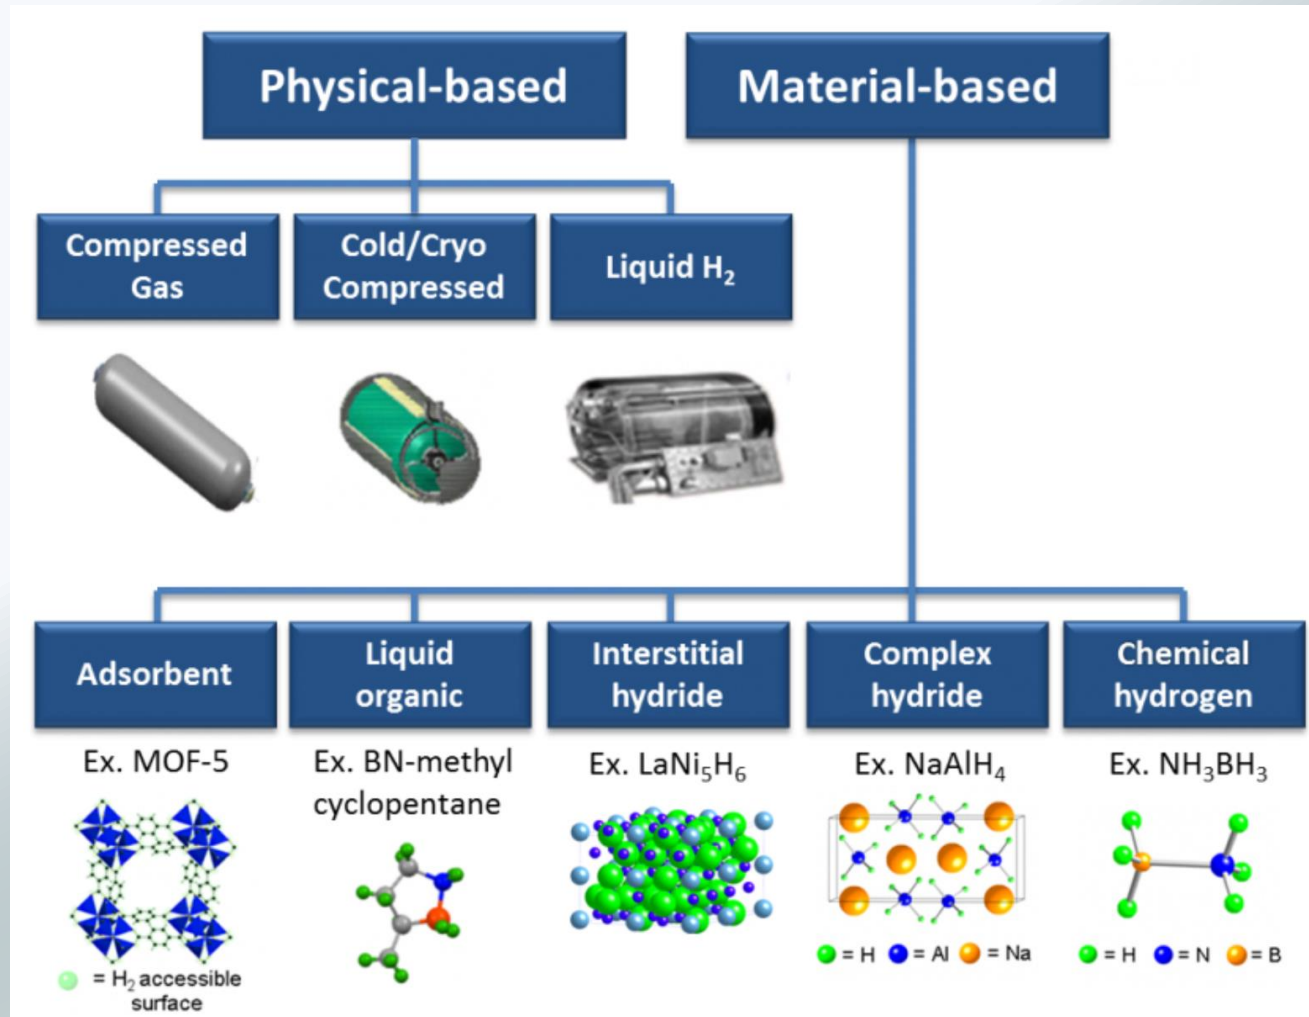 Physical-based
Material-based
Compressed
Gas
Cold/Cryo
Compressed
Liquid H₂
Adsorbent
Liquid
organic
Interstitial
hydride
Complex
hydride
Chemical
hydrogen
Ex. MOF-5
Ex. BN-methyl
cyclopentane
Ex. LaNi₅H₆
Ex. NaAlH₄
Ex. NH₃BH₃
= H₂ accessible
surface
= H = Al = Na
= H = N = B